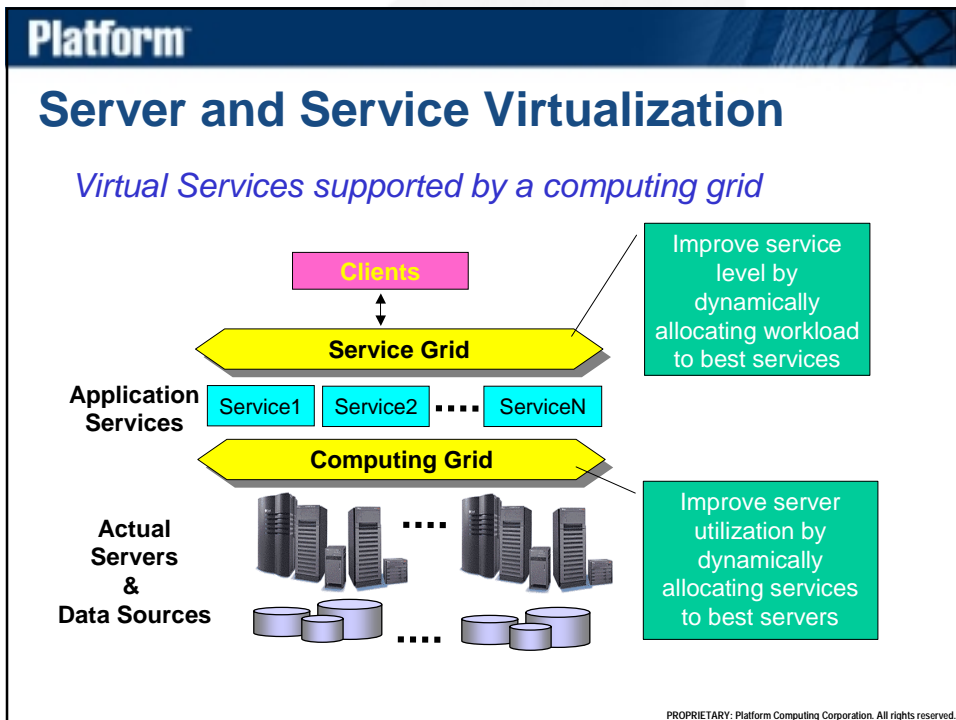 Platform
Server and Service Virtualization
Virtual Services supported by a computing grid
Clients
Service Grid
Improve service
level by
dynamically
allocating workload
to best services
Application
Services
Service1
Service2
....
ServiceN
Computing Grid
Actual
Servers
&
Data Sources
....
....
Improve server
utilization by
dynamically
allocating services
to best servers
PROPRIETARY: Platform Computing Corporation. All rights reserved.